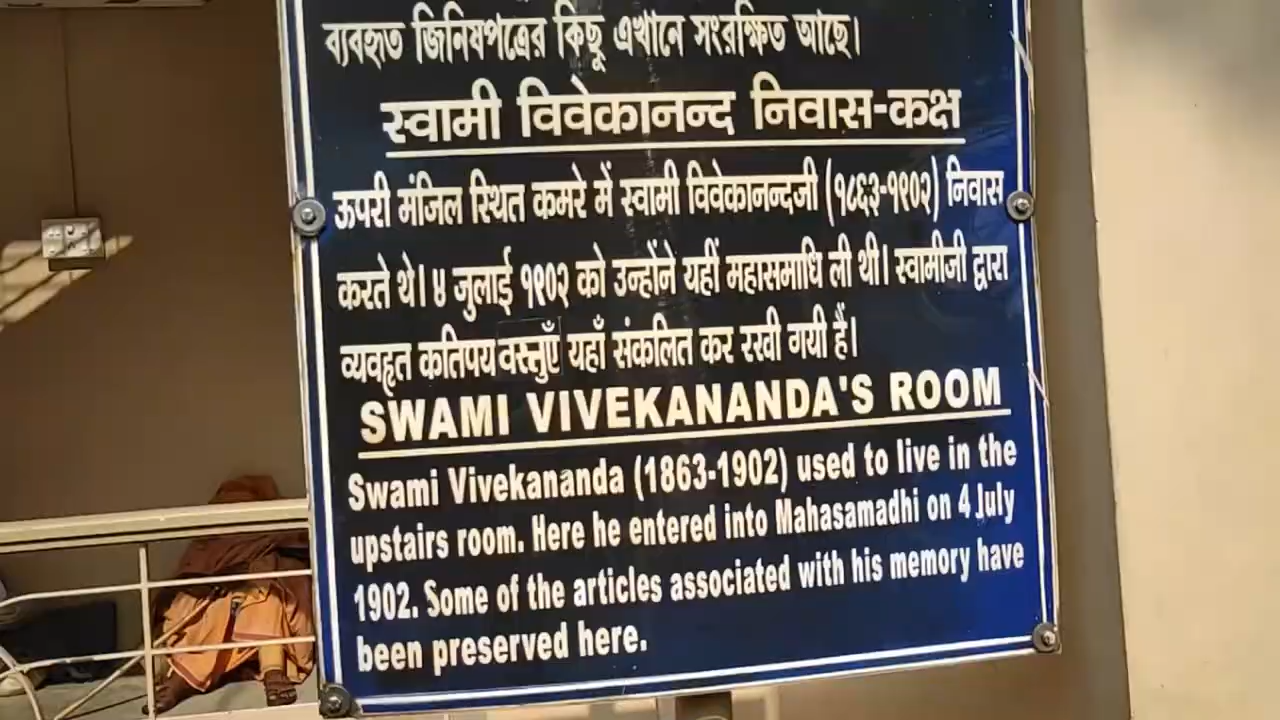 ব্যবহৃত জিনিষপত্রের কিছু এখানে সংরক্ষিত আছে।
स्वामी विवेकानन्द निवास-कक्ष
ऊपरी मंजिल स्थित कमरे में स्वामी विवेकानन्दजी (१८६३-१९०२) निवास
करते थे। ४ जुलाई १९०२ को उन्होंने यहीं महासमाधि ली थी। स्वामीजी द्वारा
व्यवहृत कतिपय वस्तुएँ यहाँ संकलित कर रखी गयी हैं।
SWAMI VIVEKANANDA'S ROOM
Swami Vivekananda (1863-1902) used to live in the
upstairs room. Here he entered into Mahasamadhi on 4 July
1902. Some of the articles associated with his memory have
been preserved here.